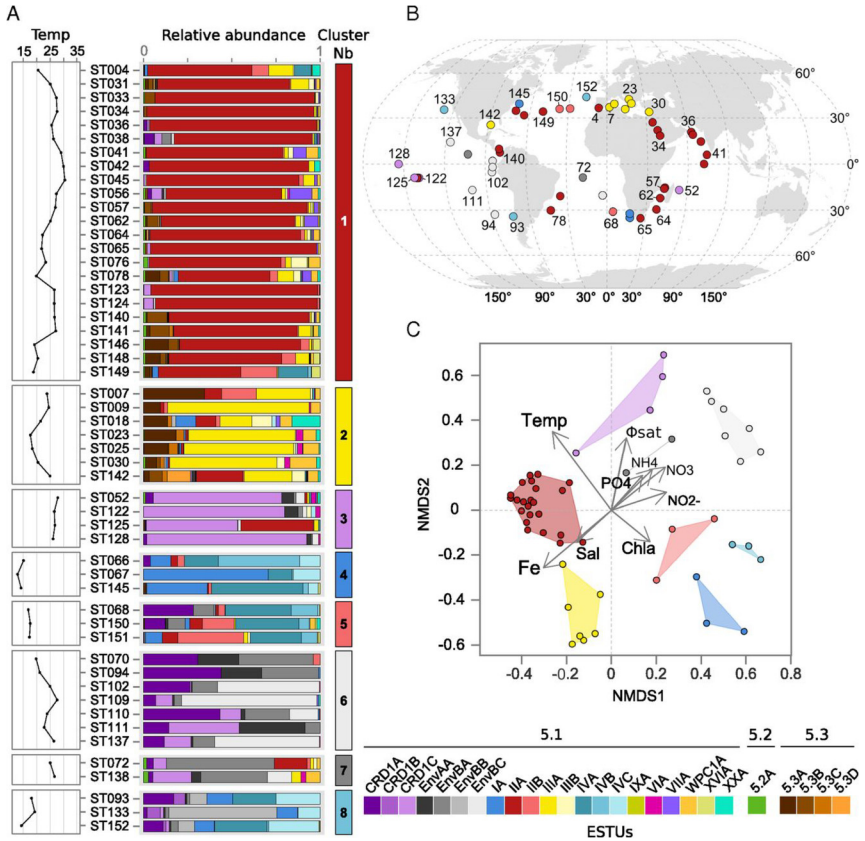 A
Temp
Relative abundance
Cluster
Nb
15 25 35
0
1
ST004
ST031
ST033
ST034
ST036
ST038
ST041
ST042
ST045
ST056
ST057
ST062
ST064
ST065
ST076
ST078
ST123
ST124
ST140
ST141
ST146
ST148
ST149
1
ST007
ST009
ST018
ST023
ST025
ST030
ST142
2
ST052
ST122
ST125
ST128
3
ST066
ST067
ST145
4
ST068
ST150
ST151
5
ST070
ST094
ST102
ST109
ST110
ST111
ST137
6
ST072
ST138
7
ST093
ST133
ST152
8
B
60°
30°
0°
30°
60°
150° 90° 30° 0° 30° 90° 150°
133
145
150
152
23
142
149
4
7
30
36
137
34
41
128
140
72
125
122
102
57
62
52
111
94
93
78
68
65
64
C
NMDS2
0.6
0.4
0.2
0
-0.2
-0.4
-0.6
-0.4 -0.2 0.0 0.2 0.4 0.6 0.8
NMDS1
Temp
Φsat
NH4
NO3
PO4
NO2-
Sal
Chla
Fe
5.1 5.2 5.3
CRD1A
CRD1B
CRD1C
EnvAA
EnvBA
EnvBB
EnvBC
IA
IIA
IIB
IIIA
IIIB
IVA
IVB
IVC
IXA
VIA
VIIA
WPC1A
XVIA
XXA
5.2A
5.3A
5.3B
5.3C
5.3D
ESTUs